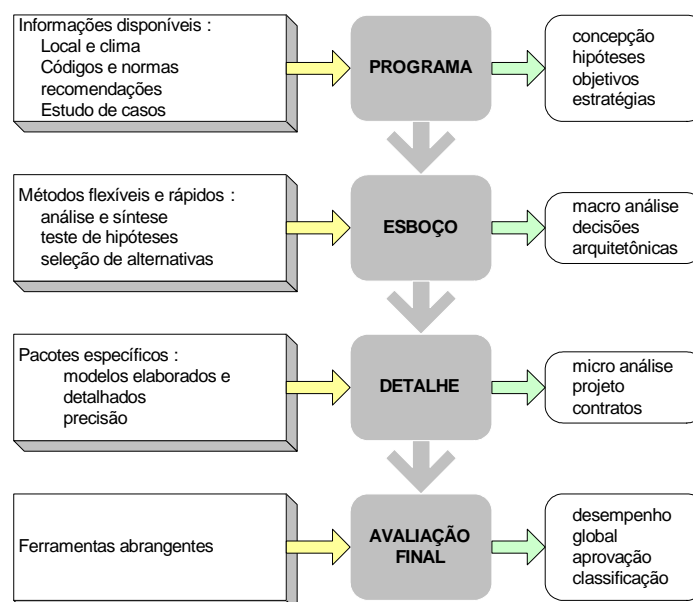 Informações disponíveis :
Local e clima
Códigos e normas
recomendações
Estudo de casos
PROGRAMA
concepção
hipóteses
objetivos
estratégias
Métodos flexíveis e rápidos :
análise e síntese
teste de hipóteses
seleção de alternativas
ESBOÇO
macro análise
decisões
arquitetônicas
Pacotes específicos :
modelos elaborados e
detalhados
precisão
DETALHE
micro análise
projeto
contratos
Ferramentas abrangentes
AVALIAÇÃO
FINAL
desempenho
global
aprovação
classificação